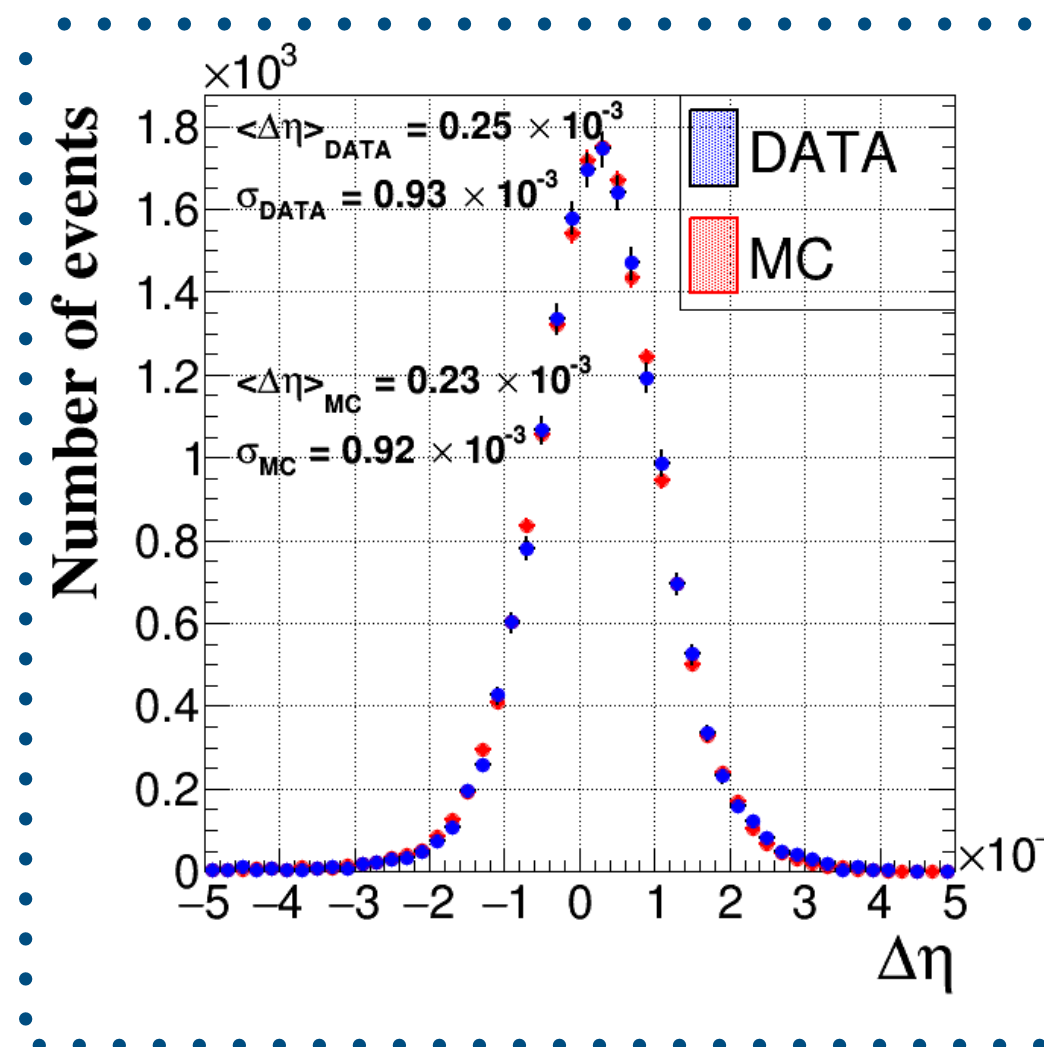 ×10³
Number of events
<Δη>DATA = 0.25 × 10⁻³
σDATA = 0.93 × 10⁻³
<Δη>MC = 0.23 × 10⁻³
σMC = 0.92 × 10⁻³
DATA
MC
1.8
1.6
1.4
1.2
1
0.8
0.6
0.4
0.2
0
−5 −4 −3 −2 −1 0 1 2 3 4 5
×10⁻
Δη